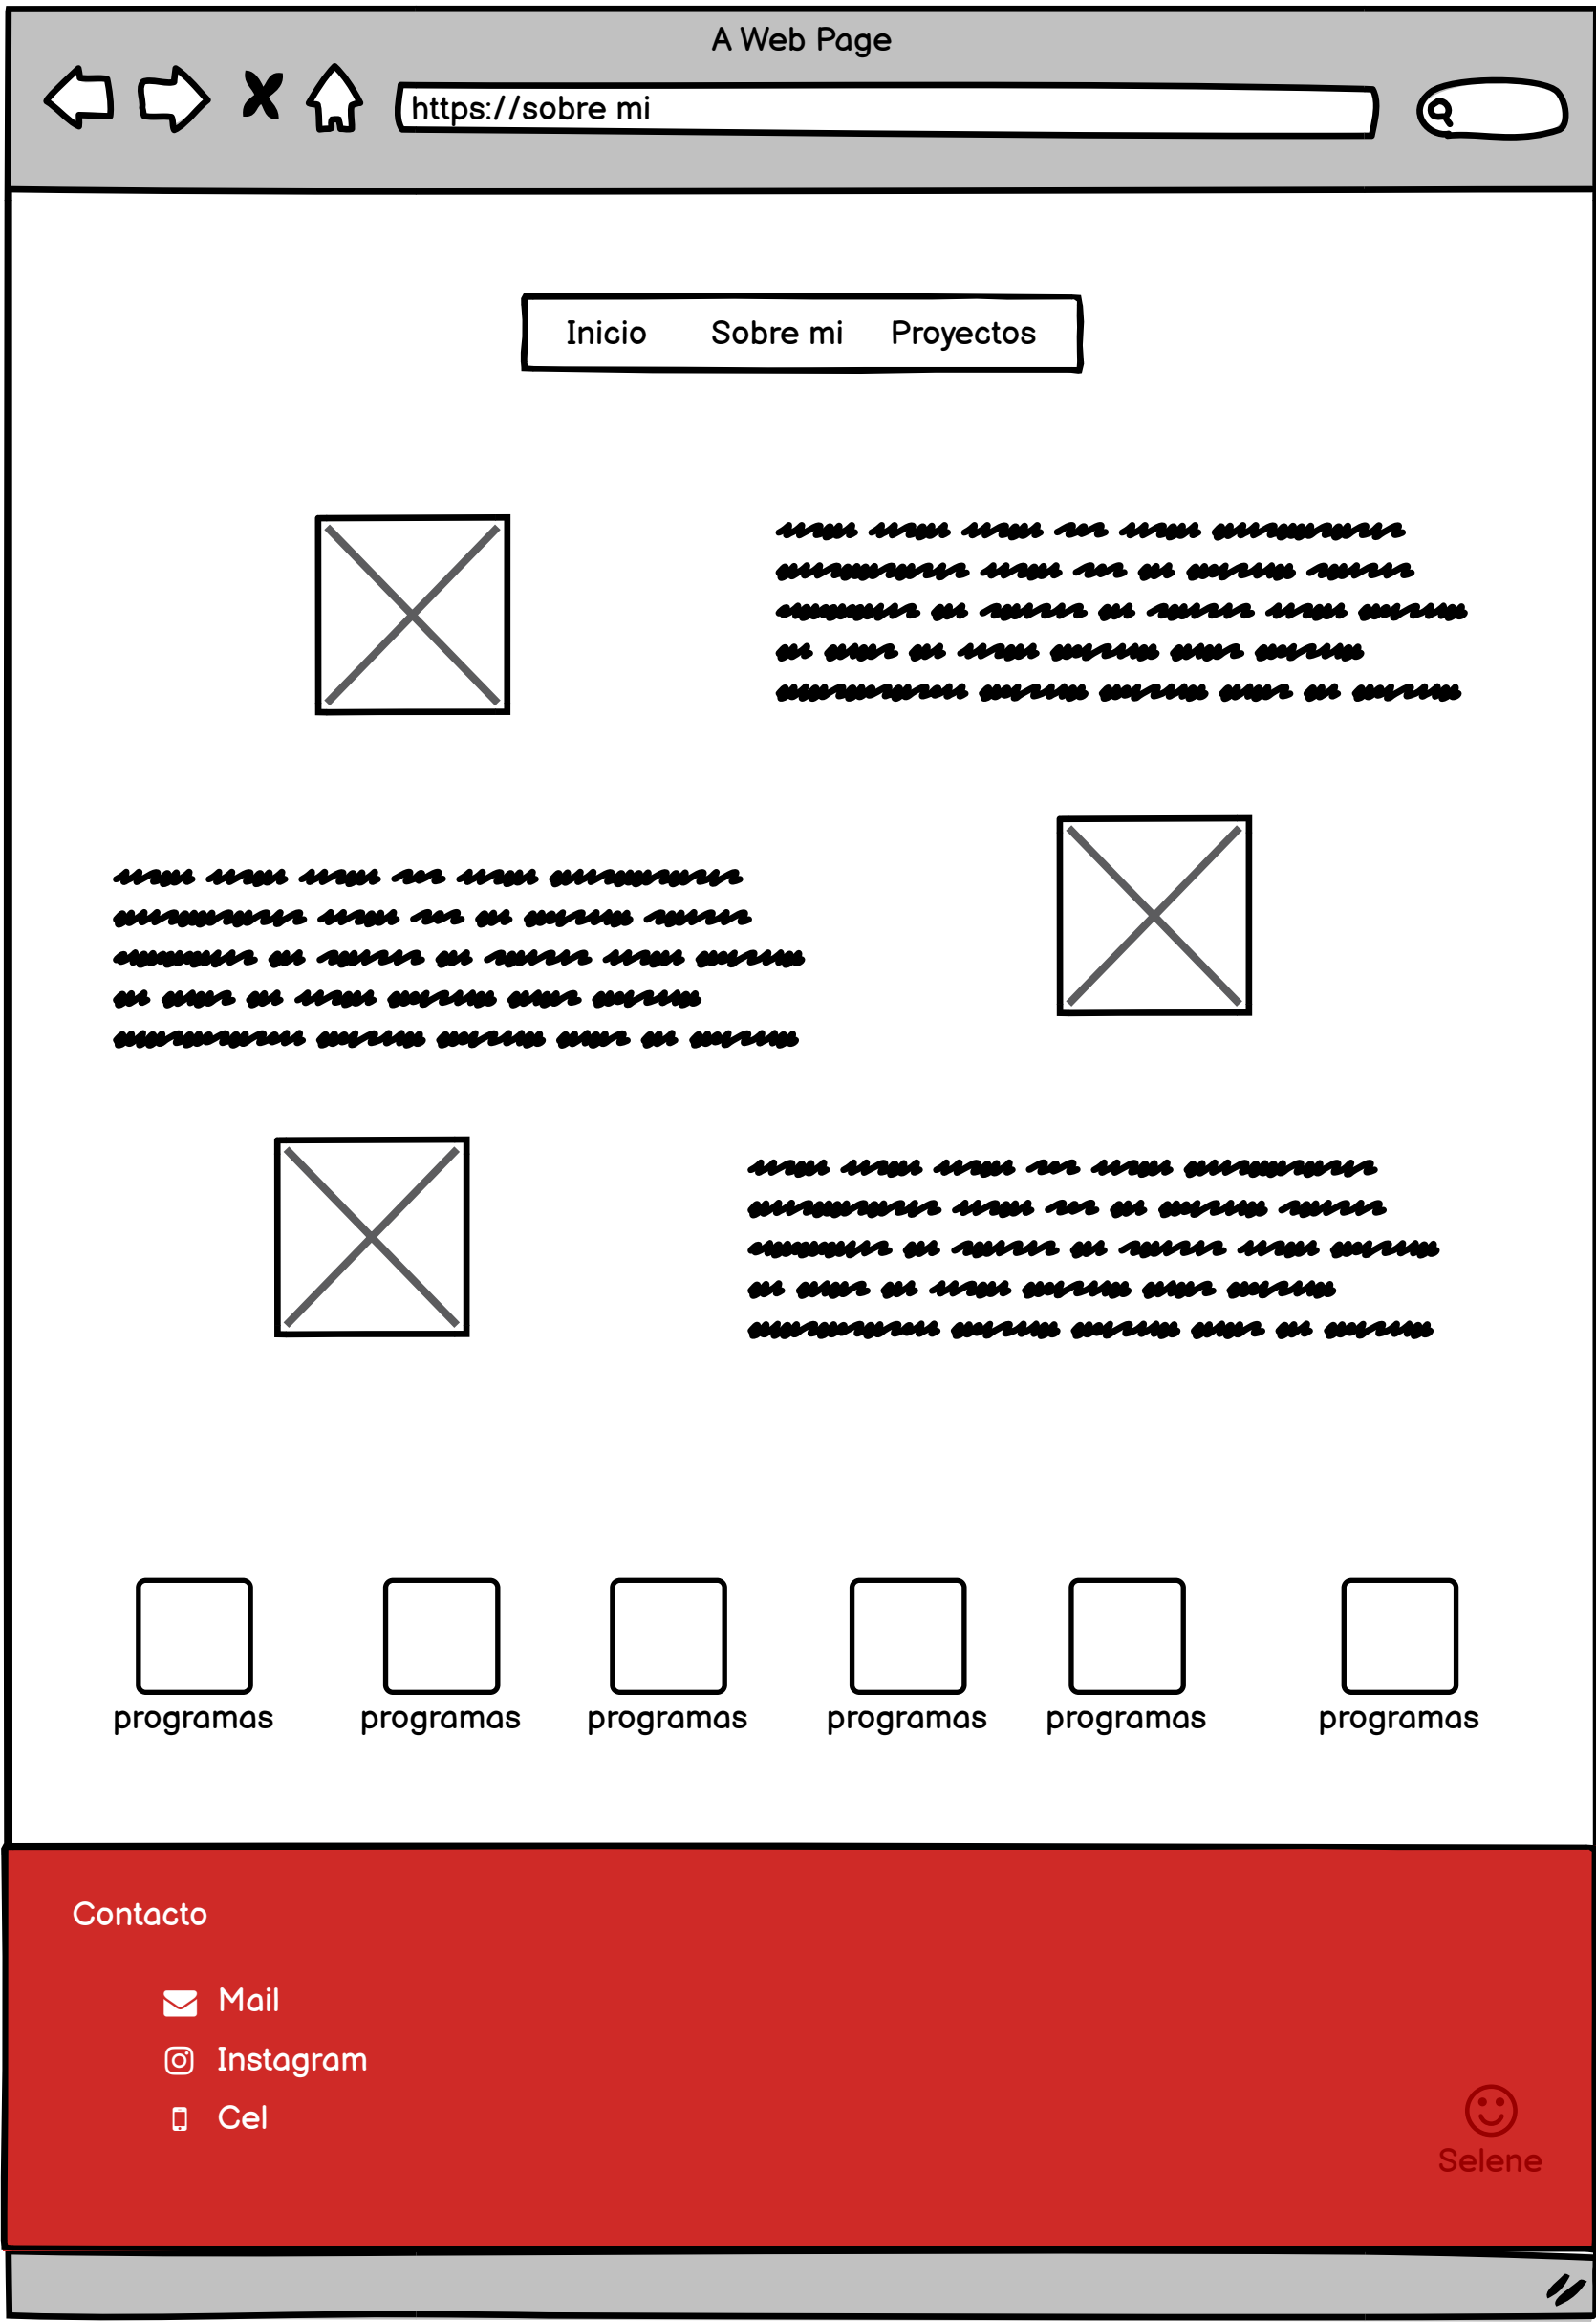 A Web Page
https://sobre mi
Inicio Sobre mi Proyectos
programas programas programas programas programas programas
Contacto
Mail
Instagram
Cel
Selene